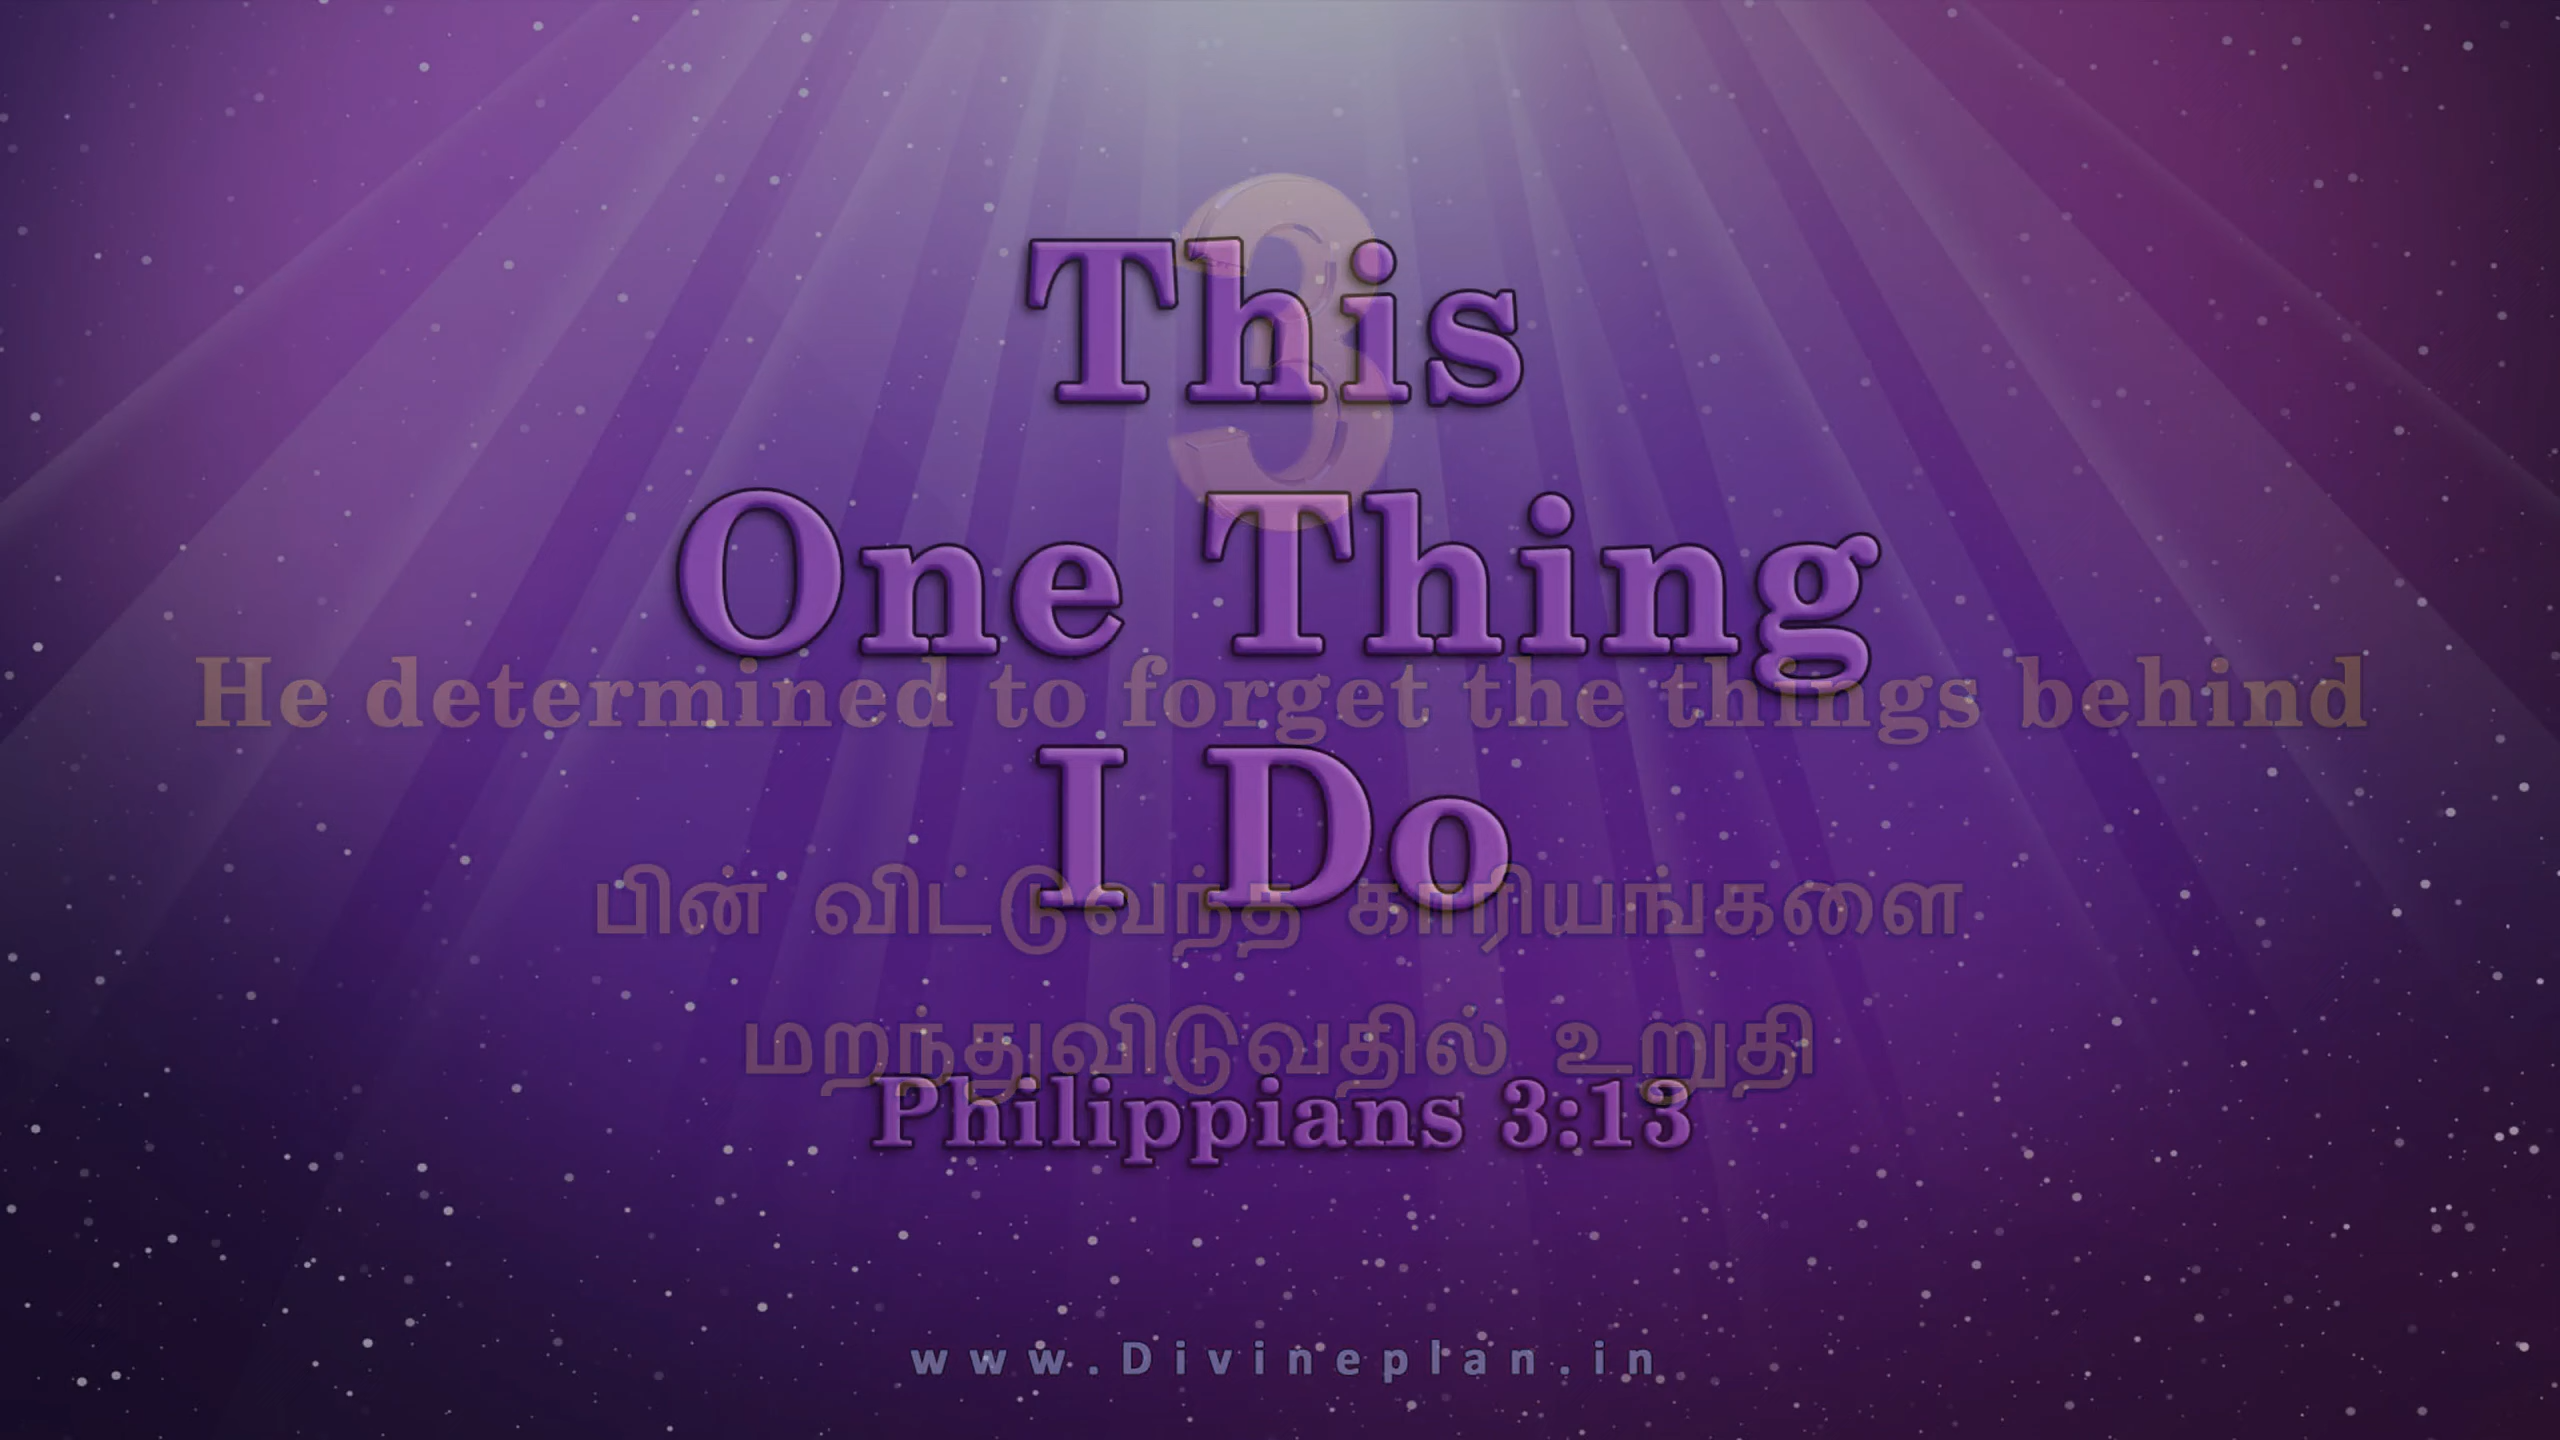 3
This
One Thing
He determined to forget the things behind
I Do
பின் விட்டுவந்த காரியங்களை
மறந்துவிடுவதில் உறுதி
Philippians 3:13
www.Divineplan.in